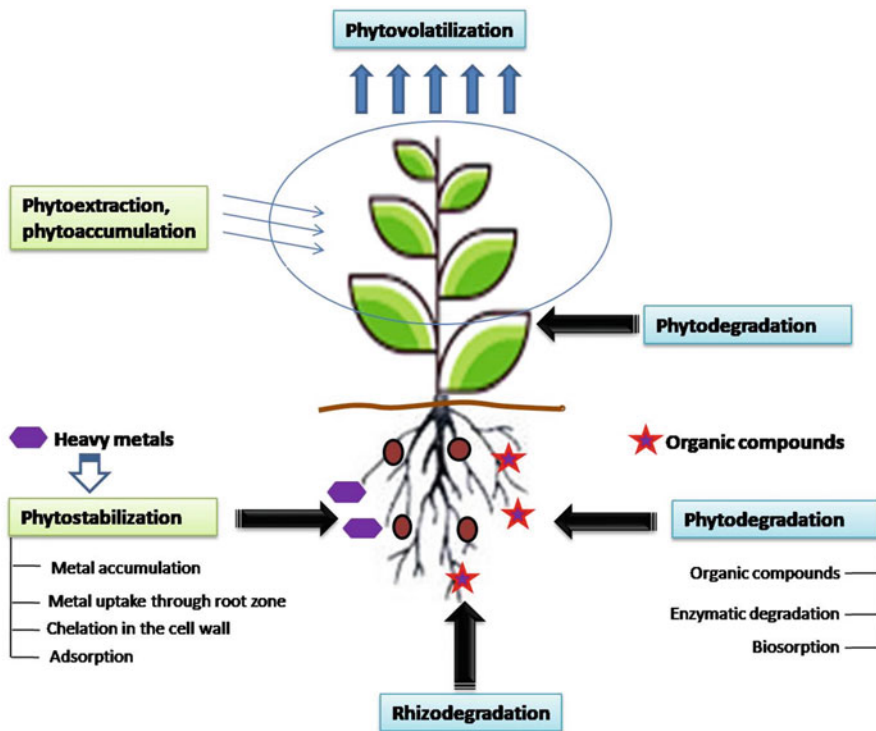 Phytovolatilization
Phytoextraction,
phytoaccumulation
Phytodegradation
Heavy metals
Organic compounds
Phytostabilization
Phytodegradation
Metal accumulation
Metal uptake through root zone
Chelation in the cell wall
Adsorption
Organic compounds
Enzymatic degradation
Biosorption
Rhizodegradation